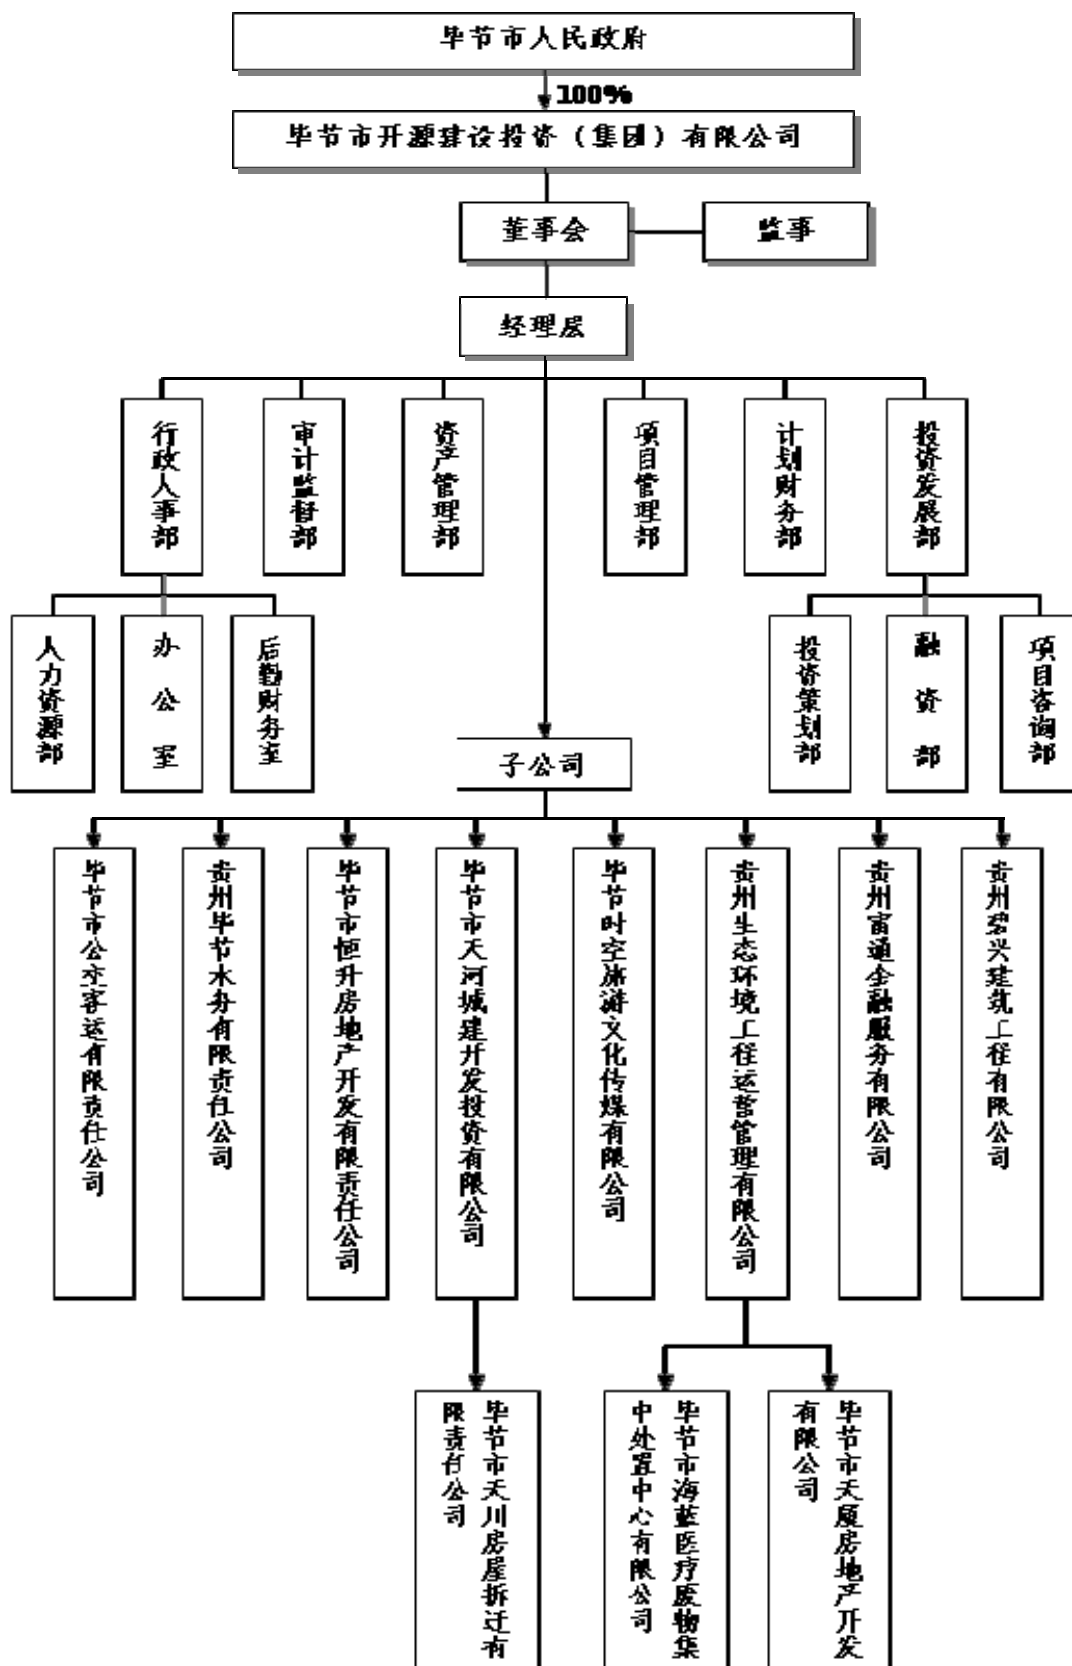 毕节市人民政府
100%
毕节市开源建设投资（集团）有限公司
董事会
监事
经理层
行政人事部
审计监督部
资产管理部
项目管理部
计划财务部
投资发展部
人力资源部
办公室
后勤财务室
投资策划部
融资部
项目咨询部
子公司
毕节市公交客运有限责任公司
贵州毕节水务有限责任公司
毕节市恒升房地产开发有限责任公司
毕节市天河城建开发投资有限公司
毕节时空旅游文化传媒有限公司
贵州生态环境工程运营管理有限公司
贵州宙通金融服务有限公司
贵州碧兴建筑工程有限公司
毕节市天川房屋拆迁有
限责任公司
毕节市海蓝医疗废物集
中处置中心有限公司
毕节市天厦房地产开发
有限公司